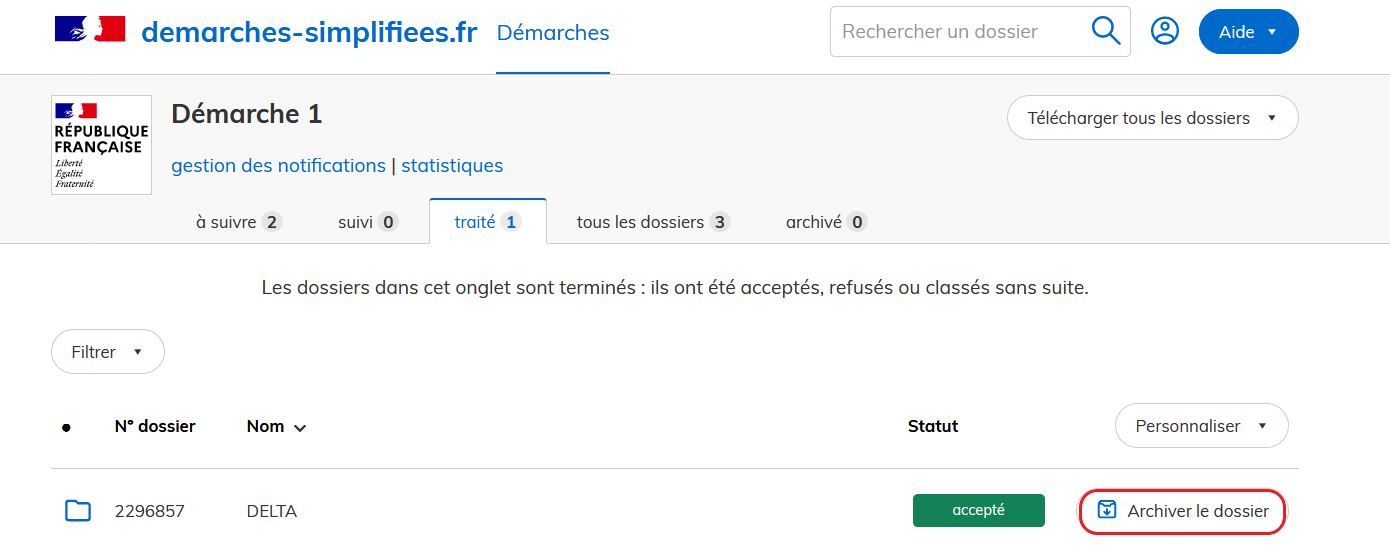 demarches-simplifiees.fr Démarches Rechercher un dossier Aide
RÉPUBLIQUE
FRANÇAISE
Liberté
Égalité
Fraternité
Démarche 1
Télécharger tous les dossiers
gestion des notifications | statistiques
à suivre 2 suivi 0 traité 1 tous les dossiers 3 archivé 0
Les dossiers dans cet onglet sont terminés : ils ont été acceptés, refusés ou classés sans suite.
Filtrer
N° dossier Nom Statut Personnaliser
2296857 DELTA accepté Archiver le dossier